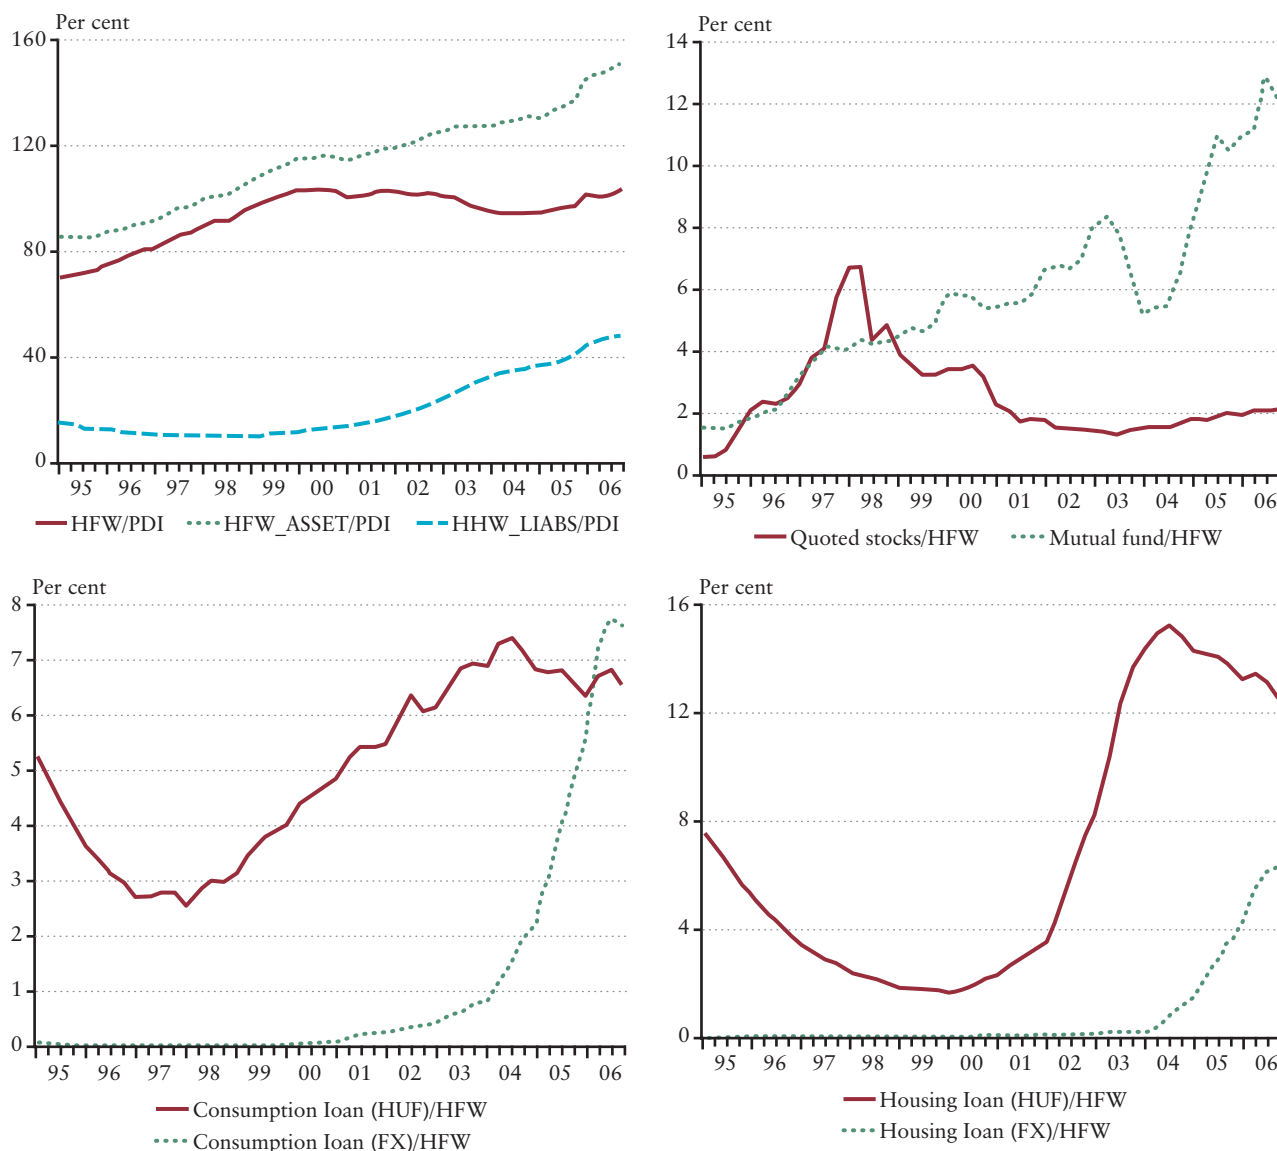 Per cent
160
120
80
40
0
95 96 97 98 99 00 01 02 03 04 05 06
HFW/PDI HFW_ASSET/PDI HHW_LIABS/PDI
Per cent
14
12
10
8
6
4
2
0
95 96 97 98 99 00 01 02 03 04 05 06
Quoted stocks/HFW Mutual fund/HFW
Per cent
8
7
6
5
4
3
2
1
0
95 96 97 98 99 00 01 02 03 04 05 06
Consumption Ioan (HUF)/HFW
Consumption Ioan (FX)/HFW
Per cent
16
12
8
4
0
95 96 97 98 99 00 01 02 03 04 05 06
Housing Ioan (HUF)/HFW
Housing Ioan (FX)/HFW